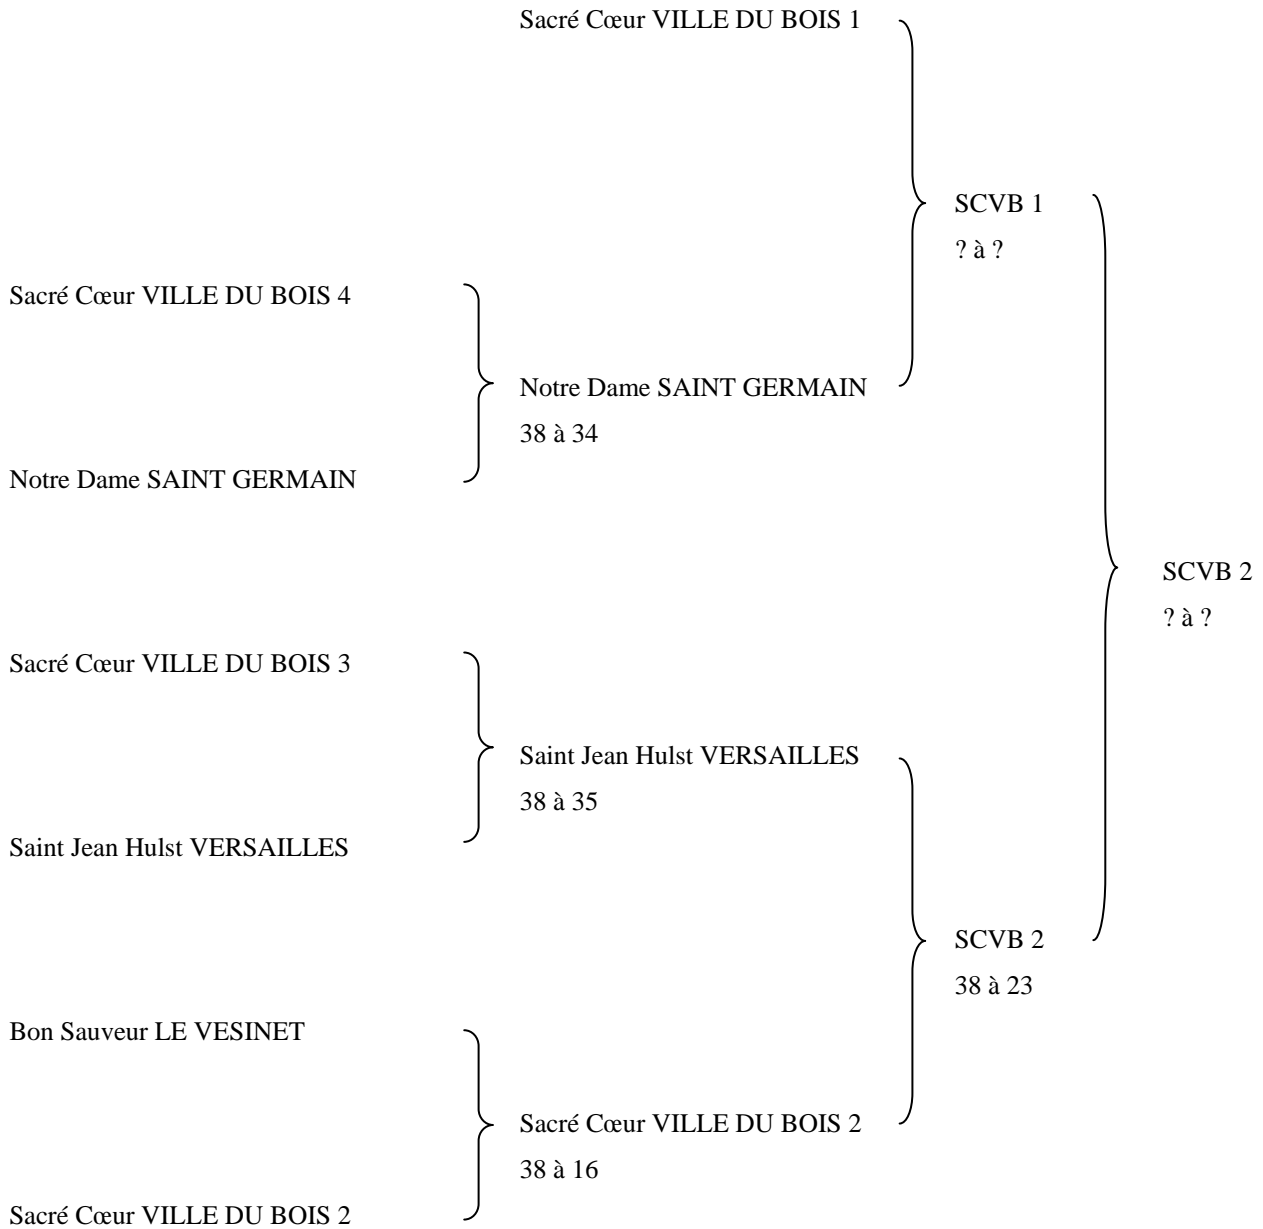 Sacré Cœur VILLE DU BOIS 1
SCVB 1
? à ?
Sacré Cœur VILLE DU BOIS 4
Notre Dame SAINT GERMAIN
38 à 34
Notre Dame SAINT GERMAIN
SCVB 2
? à ?
Sacré Cœur VILLE DU BOIS 3
Saint Jean Hulst VERSAILLES
38 à 35
Saint Jean Hulst VERSAILLES
SCVB 2
38 à 23
Bon Sauveur LE VESINET
Sacré Cœur VILLE DU BOIS 2
38 à 16
Sacré Cœur VILLE DU BOIS 2